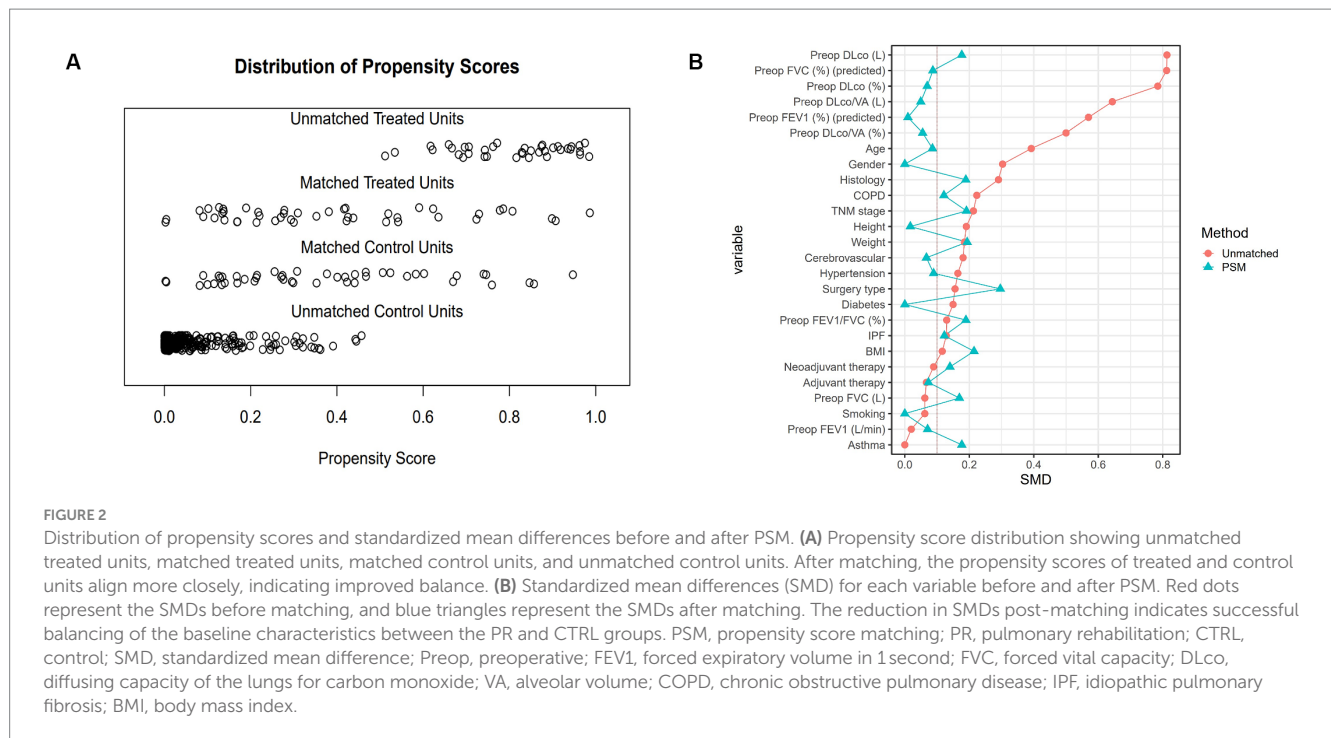 A
Distribution of Propensity Scores
Unmatched Treated Units
Matched Treated Units
Matched Control Units
Unmatched Control Units
0.0 0.2 0.4 0.6 0.8 1.0
Propensity Score
B
variable
Preop DLco (L)
Preop FVC (%) (predicted)
Preop DLco (%)
Preop DLco/VA (L)
Preop FEV1 (%) (predicted)
Preop DLco/VA (%)
Age
Gender
Histology
COPD
TNM stage
Height
Weight
Cerebrovascular
Hypertension
Surgery type
Diabetes
Preop FEV1/FVC (%)
IPF
BMI
Neoadjuvant therapy
Adjuvant therapy
Preop FVC (L)
Smoking
Preop FEV1 (L/min)
Asthma
0.0 0.2 0.4 0.6 0.8
SMD
Method
Unmatched
PSM
FIGURE 2
Distribution of propensity scores and standardized mean differences before and after PSM. (A) Propensity score distribution showing unmatched
treated units, matched treated units, matched control units, and unmatched control units. After matching, the propensity scores of treated and control
units align more closely, indicating improved balance. (B) Standardized mean differences (SMD) for each variable before and after PSM. Red dots
represent the SMDs before matching, and blue triangles represent the SMDs after matching. The reduction in SMDs post-matching indicates successful
balancing of the baseline characteristics between the PR and CTRL groups. PSM, propensity score matching; PR, pulmonary rehabilitation; CTRL,
control; SMD, standardized mean difference; Preop, preoperative; FEV1, forced expiratory volume in 1 second; FVC, forced vital capacity; DLco,
diffusing capacity of the lungs for carbon monoxide; VA, alveolar volume; COPD, chronic obstructive pulmonary disease; IPF, idiopathic pulmonary
fibrosis; BMI, body mass index.